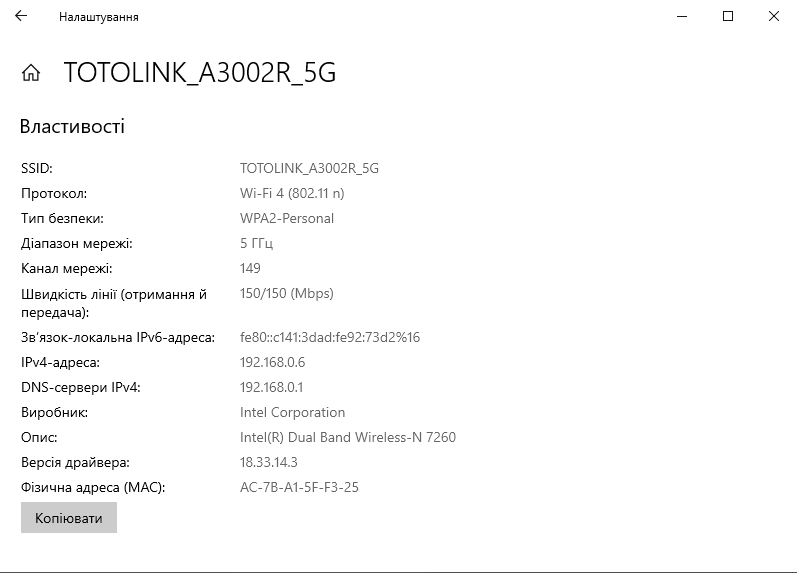 Налаштування
TOTOLINK_A3002R_5G
Властивості
SSID: TOTOLINK_A3002R_5G
Протокол: Wi-Fi 4 (802.11 n)
Тип безпеки: WPA2-Personal
Діапазон мережі: 5 ГГц
Канал мережі: 149
Швидкість лінії (отримання й 150/150 (Mbps)
передача):
Зв’язок-локальна IPv6-адреса: fe80::c141:3dad:fe92:73d2%16
IPv4-адреса: 192.168.0.6
DNS-сервери IPv4: 192.168.0.1
Виробник: Intel Corporation
Опис: Intel(R) Dual Band Wireless-N 7260
Версія драйвера: 18.33.14.3
Фізична адреса (MAC): AC-7B-A1-5F-F3-25
Копіювати